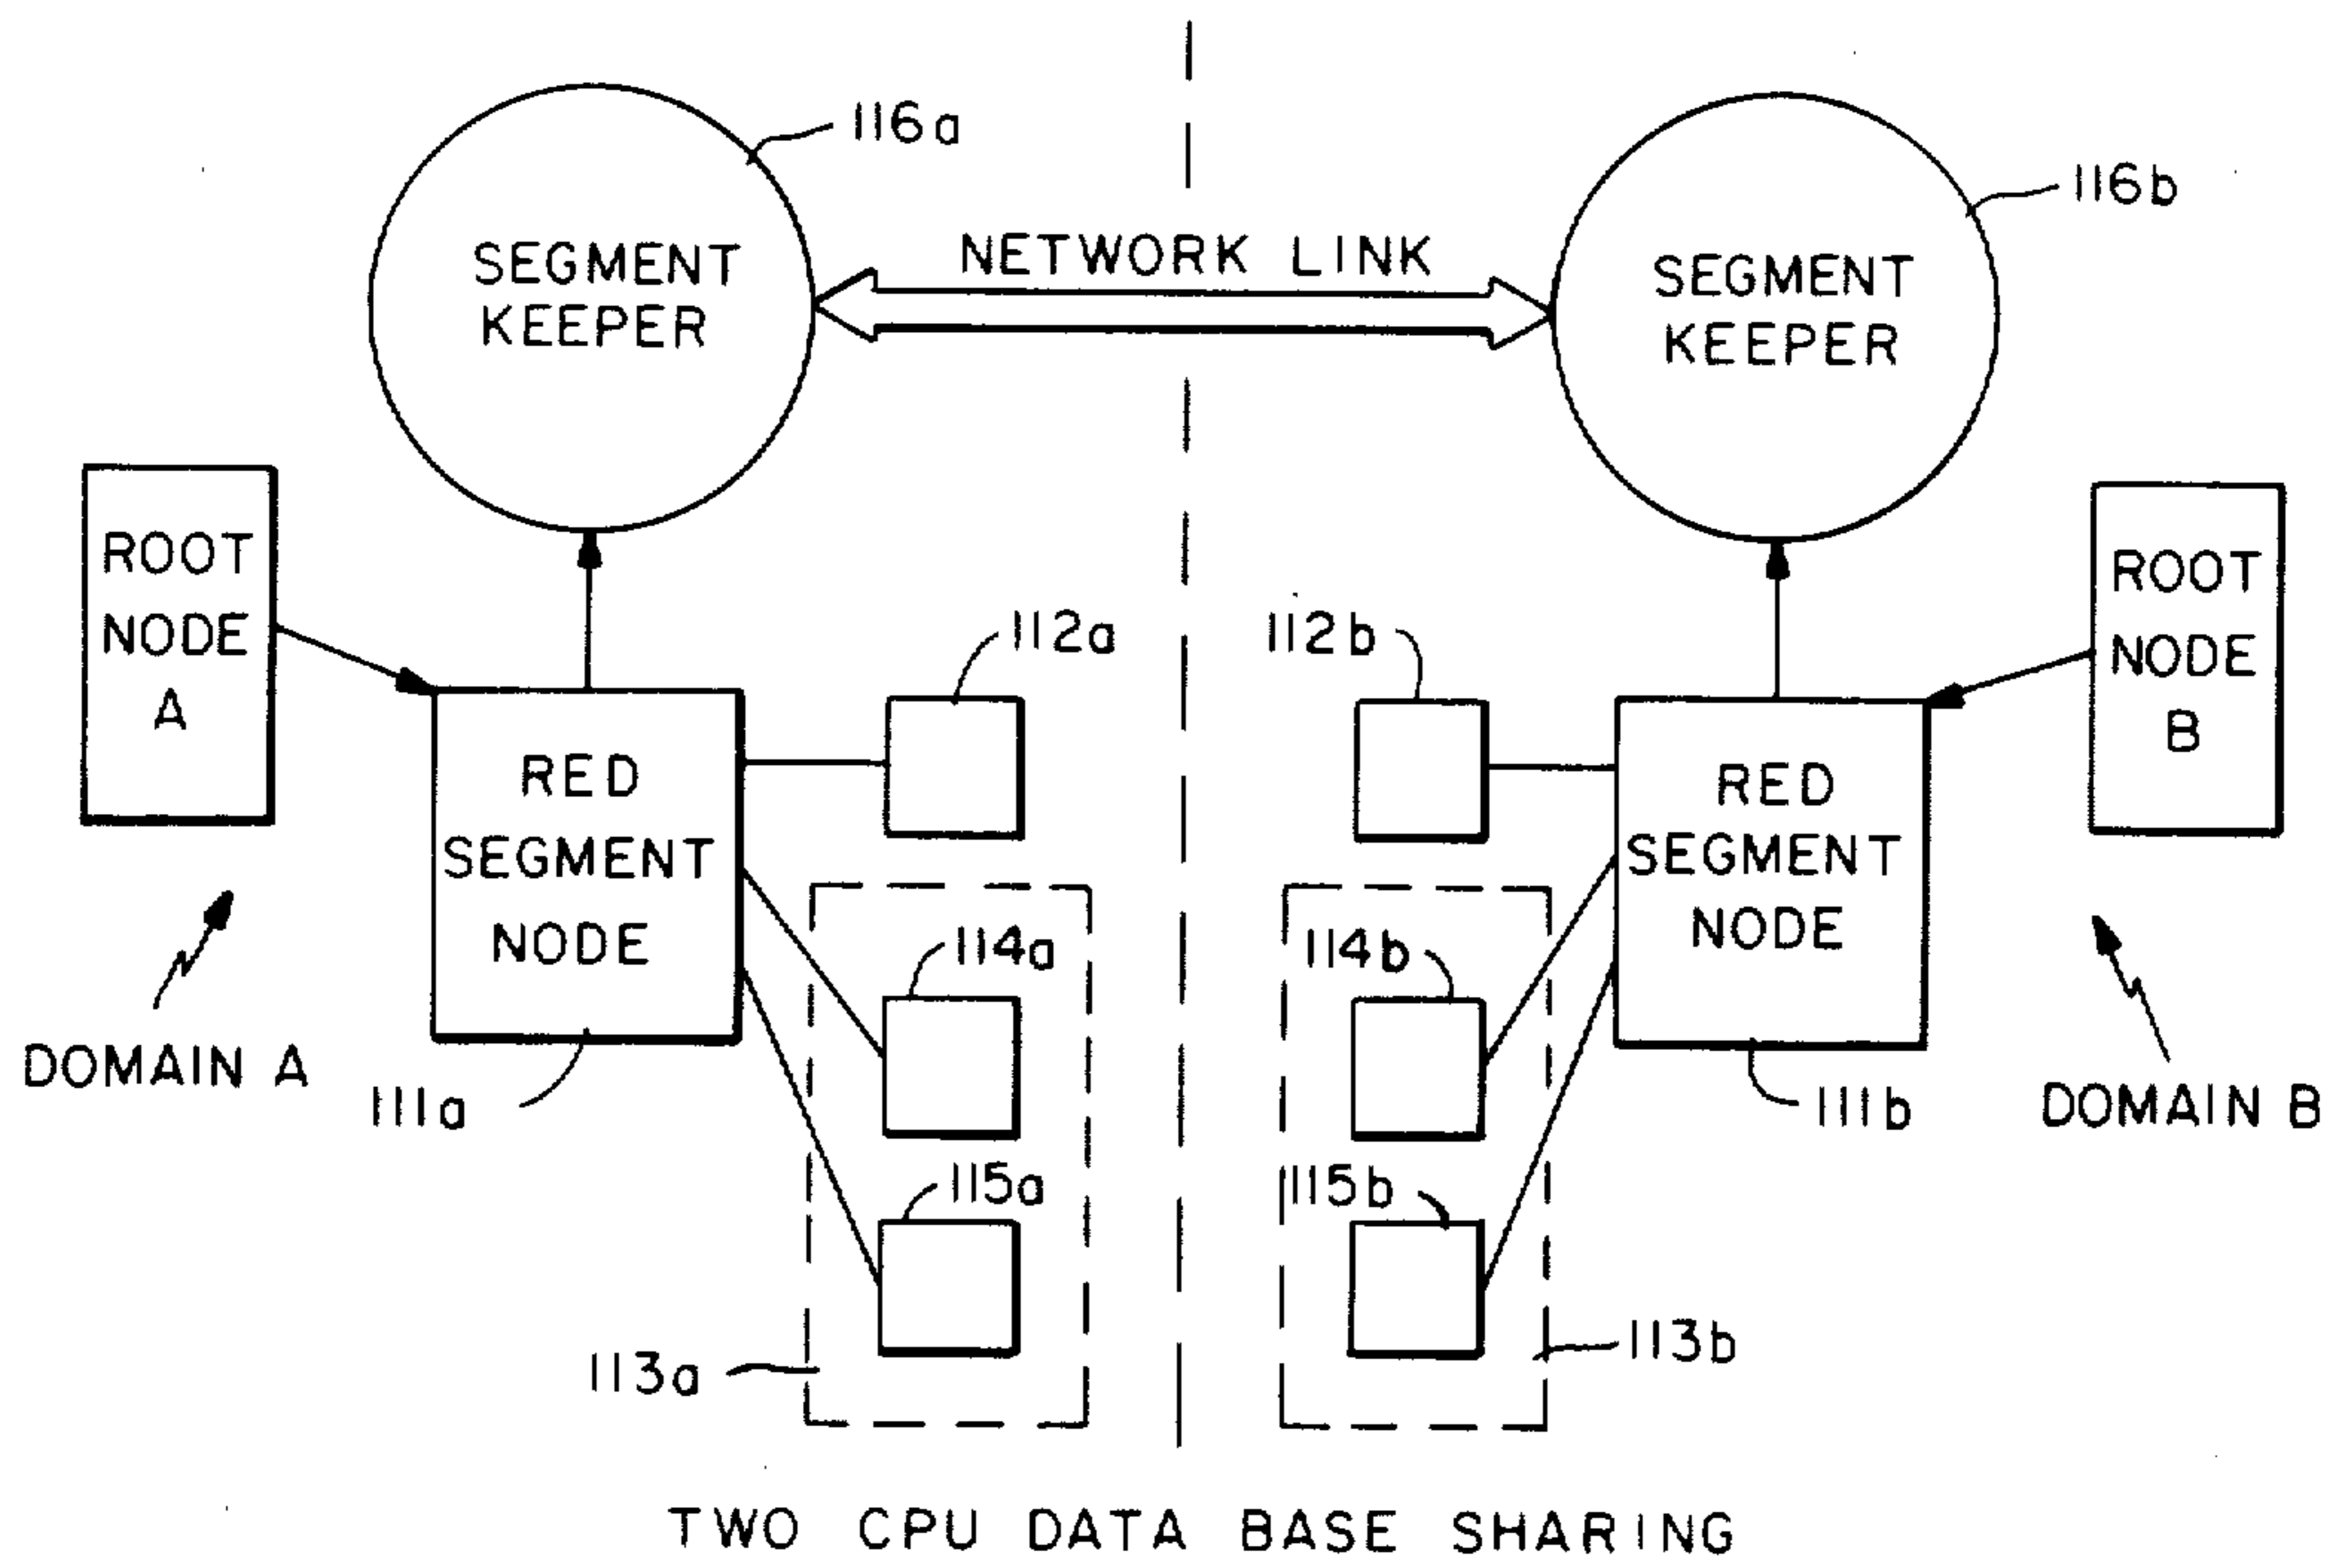 116a
116b
NETWORK LINK
SEGMENT
KEEPER
SEGMENT
KEEPER
ROOT
NODE
A
ROOT
NODE
B
112a
112b
RED
SEGMENT
NODE
RED
SEGMENT
NODE
114a
114b
DOMAIN A
111a
111b
DOMAIN B
115a
115b
113a
113b
TWO CPU DATA BASE SHARING